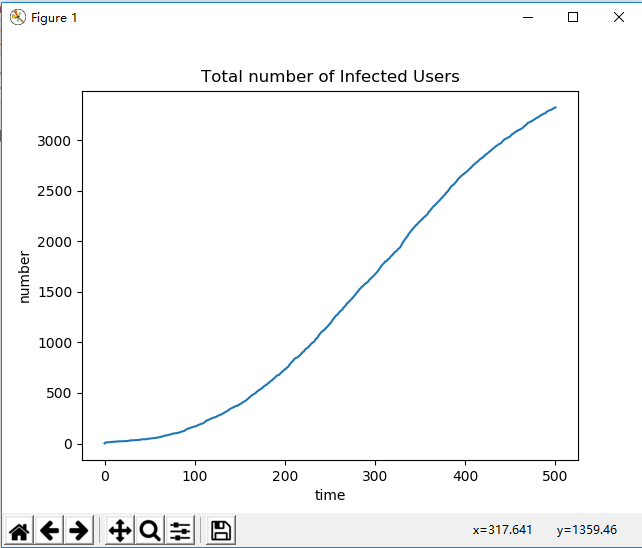 Figure 1
Total number of Infected Users
3000
2500
2000
1500
1000
500
0
number
0 100 200 300 400 500
time
x=317.641 y=1359.46